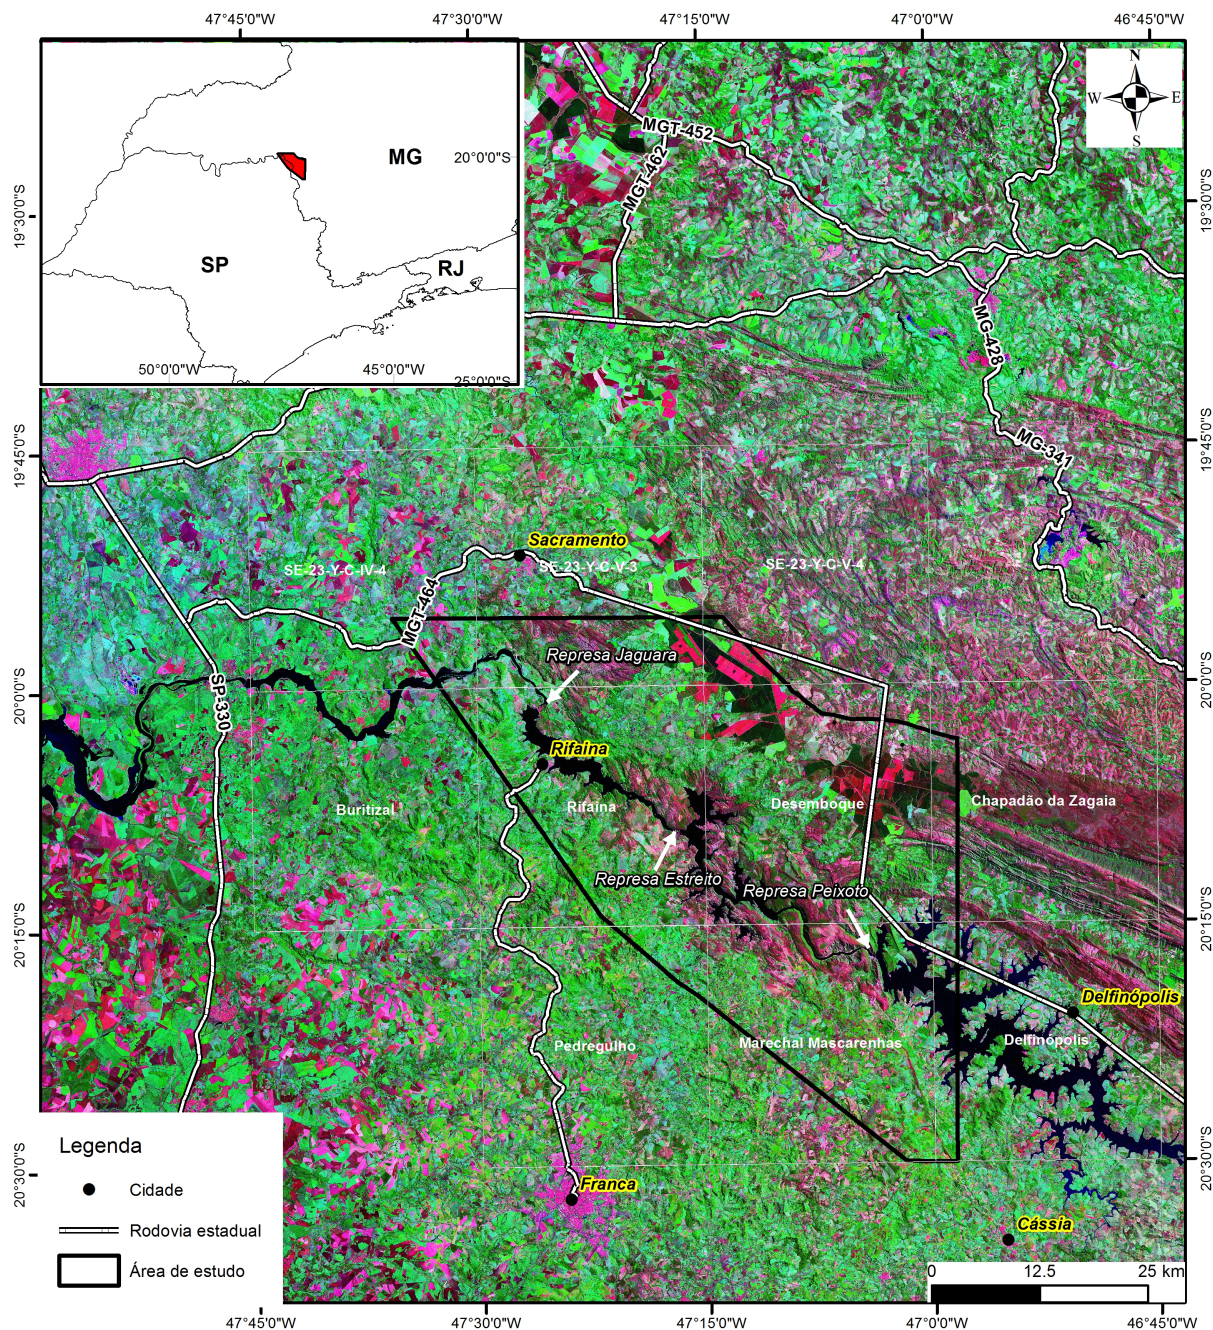 47°45'0"W
47°30'0"W
47°15'0"W
47°0'0"W
46°45'0"W
N
W
E
S
MG
20°0'0"S
SP
RJ
50°0'0"W
45°0'0"W
25°0'0"S
19°30'0"S
19°30'0"S
MGT-452
MGT-462
MG-428
MG-341
19°45'0"S
19°45'0"S
Sacramento
SE-23-Y-C-IV-4
SE-23-Y-C-V-3
SE-23-Y-C-V-4
MGT-464
Represa Jaguara
SP-330
20°0'0"S
20°0'0"S
Rifaina
Buritizal
Rifaina
Desemboque
Chapadão da Zagaia
Represa Estreito
Represa Peixoto
20°15'0"S
20°15'0"S
Delfinópolis
Pedregulho
Marechal Mascarenhas
Delfinópolis
20°30'0"S
20°30'0"S
Franca
Cássia
Legenda
Cidade
Rodovia estadual
Área de estudo
0
12.5
25 km
47°45'0"W
47°30'0"W
47°15'0"W
47°0'0"W
46°45'0"W